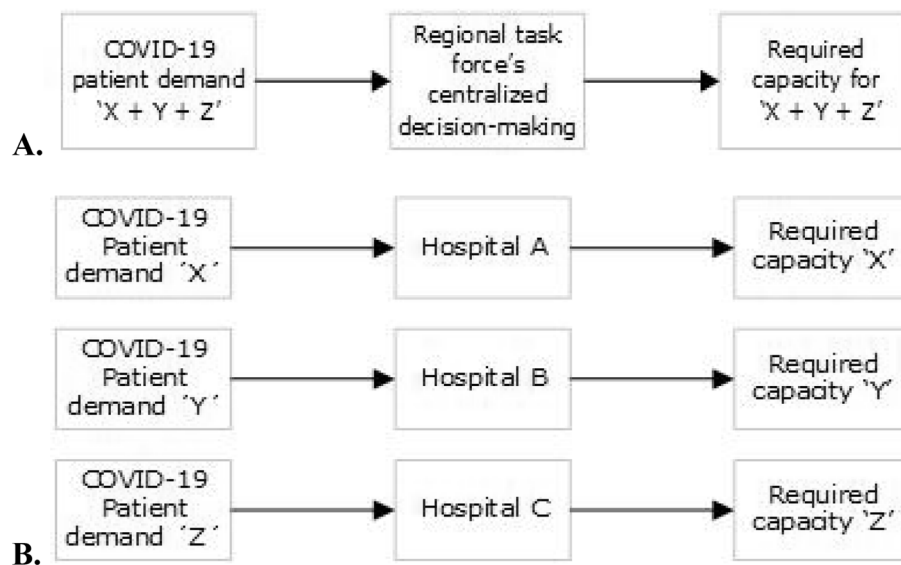 COVID-19
patient demand
‘X + Y + Z’
Regional task
force’s
centralized
decision-making
Required
capacity for
‘X + Y + Z’
A.
COVID-19
Patient
demand ´X´
Hospital A
Required
capacity ‘X’
COVID-19
Patient
demand ´Y´
Hospital B
Required
capacity ‘Y’
COVID-19
Patient
demand ´Z´
Hospital C
Required
capacity ‘Z’
B.